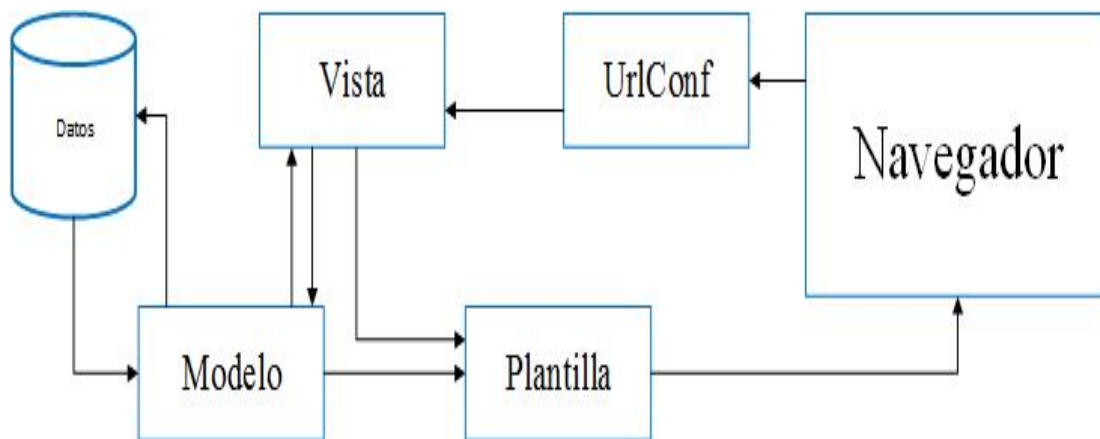 Datos
Vista
UrlConf
Navegador
Modelo
Plantilla